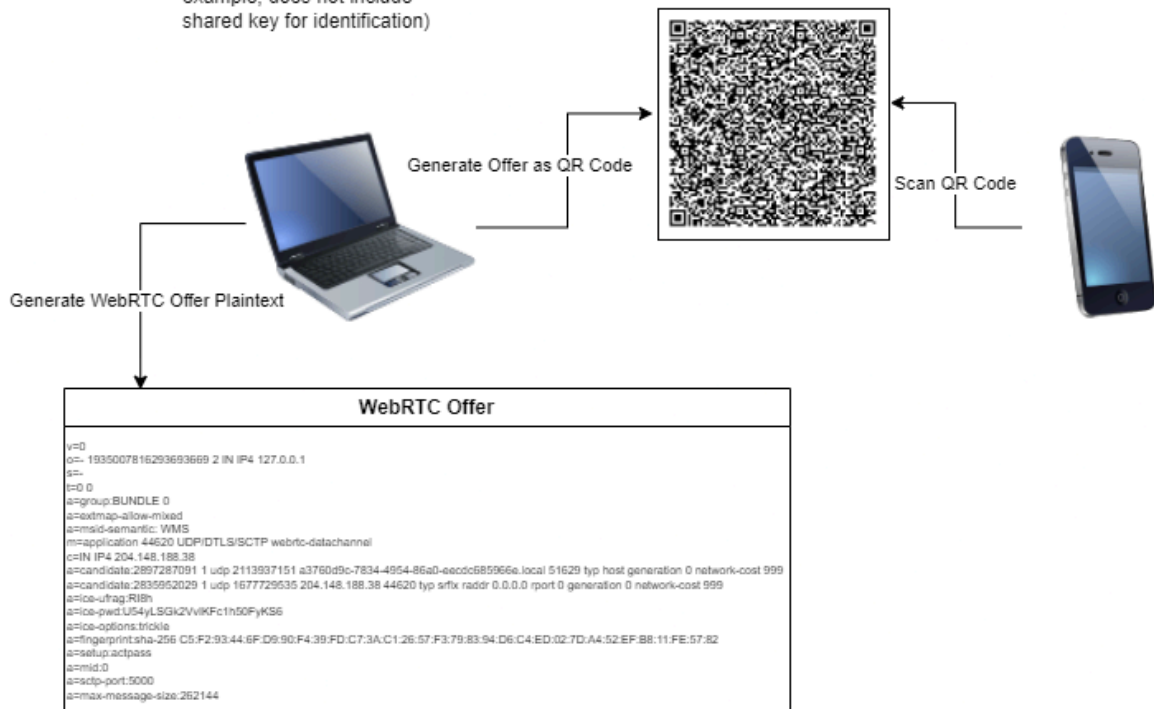 example, does not include
shared key for identification)
Generate Offer as QR Code
Scan QR Code
Generate WebRTC Offer Plaintext
WebRTC Offer
v=0
o=- 1935007816293693669 2 IN IP4 127.0.0.1
s=-
t=0 0
a=group:BUNDLE 0
a=extmap-allow-mixed
a=msid-semantic: WMS
m=application 44620 UDP/DTLS/SCTP webrtc-datachannel
c=IN IP4 204.148.188.38
a=candidate:2897287091 1 udp 2113937151 a3760d9c-7834-4954-86a0-eecdc685966e.local 51629 typ host generation 0 network-cost 999
a=candidate:2835952029 1 udp 1677729535 204.148.188.38 44620 typ srflx raddr 0.0.0.0 rport 0 generation 0 network-cost 999
a=ice-ufrag:RI8h
a=ice-pwd:U54yLSGk2VvIKFc1h50FyKS6
a=ice-options:trickle
a=fingerprint:sha-256 C5:F2:93:44:6F:D9:90:F4:39:FD:C7:3A:C1:26:57:F3:79:83:94:D6:C4:ED:02:7D:A4:52:EF:B8:11:FE:57:82
a=setup:actpass
a=mid:0
a=sctp-port:5000
a=max-message-size:262144